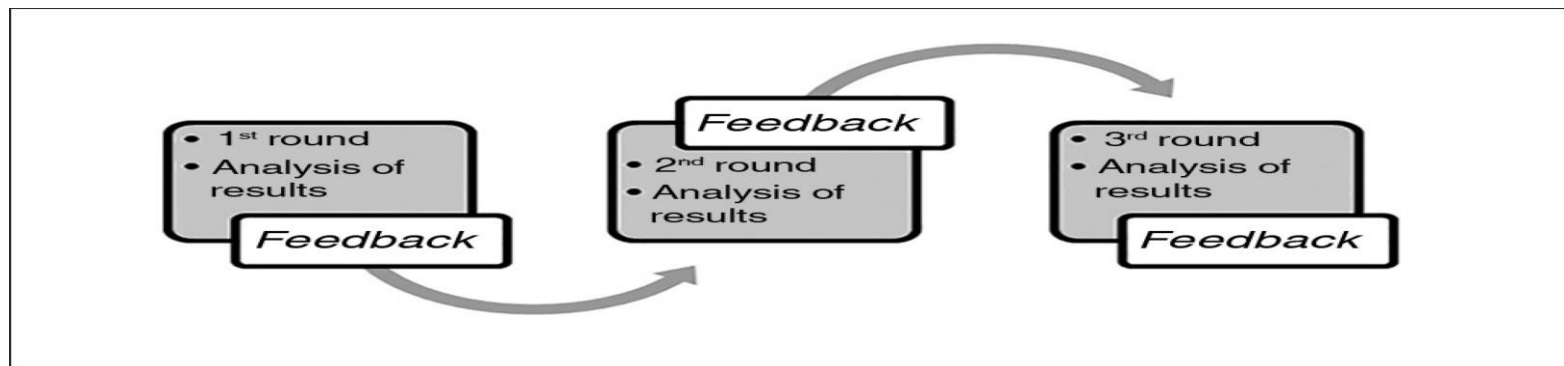 • 1st round
• Analysis of
results
Feedback
Feedback
• 2nd round
• Analysis of
results
• 3rd round
• Analysis of
results
Feedback